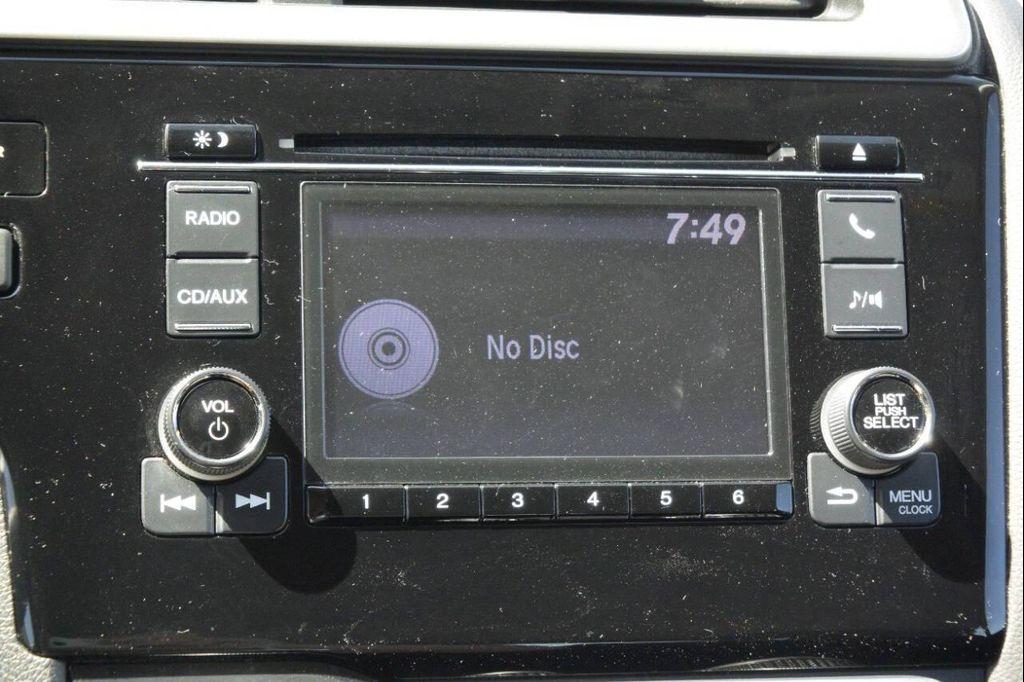 RADIO
7:49
CD/AUX
No Disc
VOL
LIST
PUSH
SELECT
1 2 3 4 5 6
MENU
CLOCK